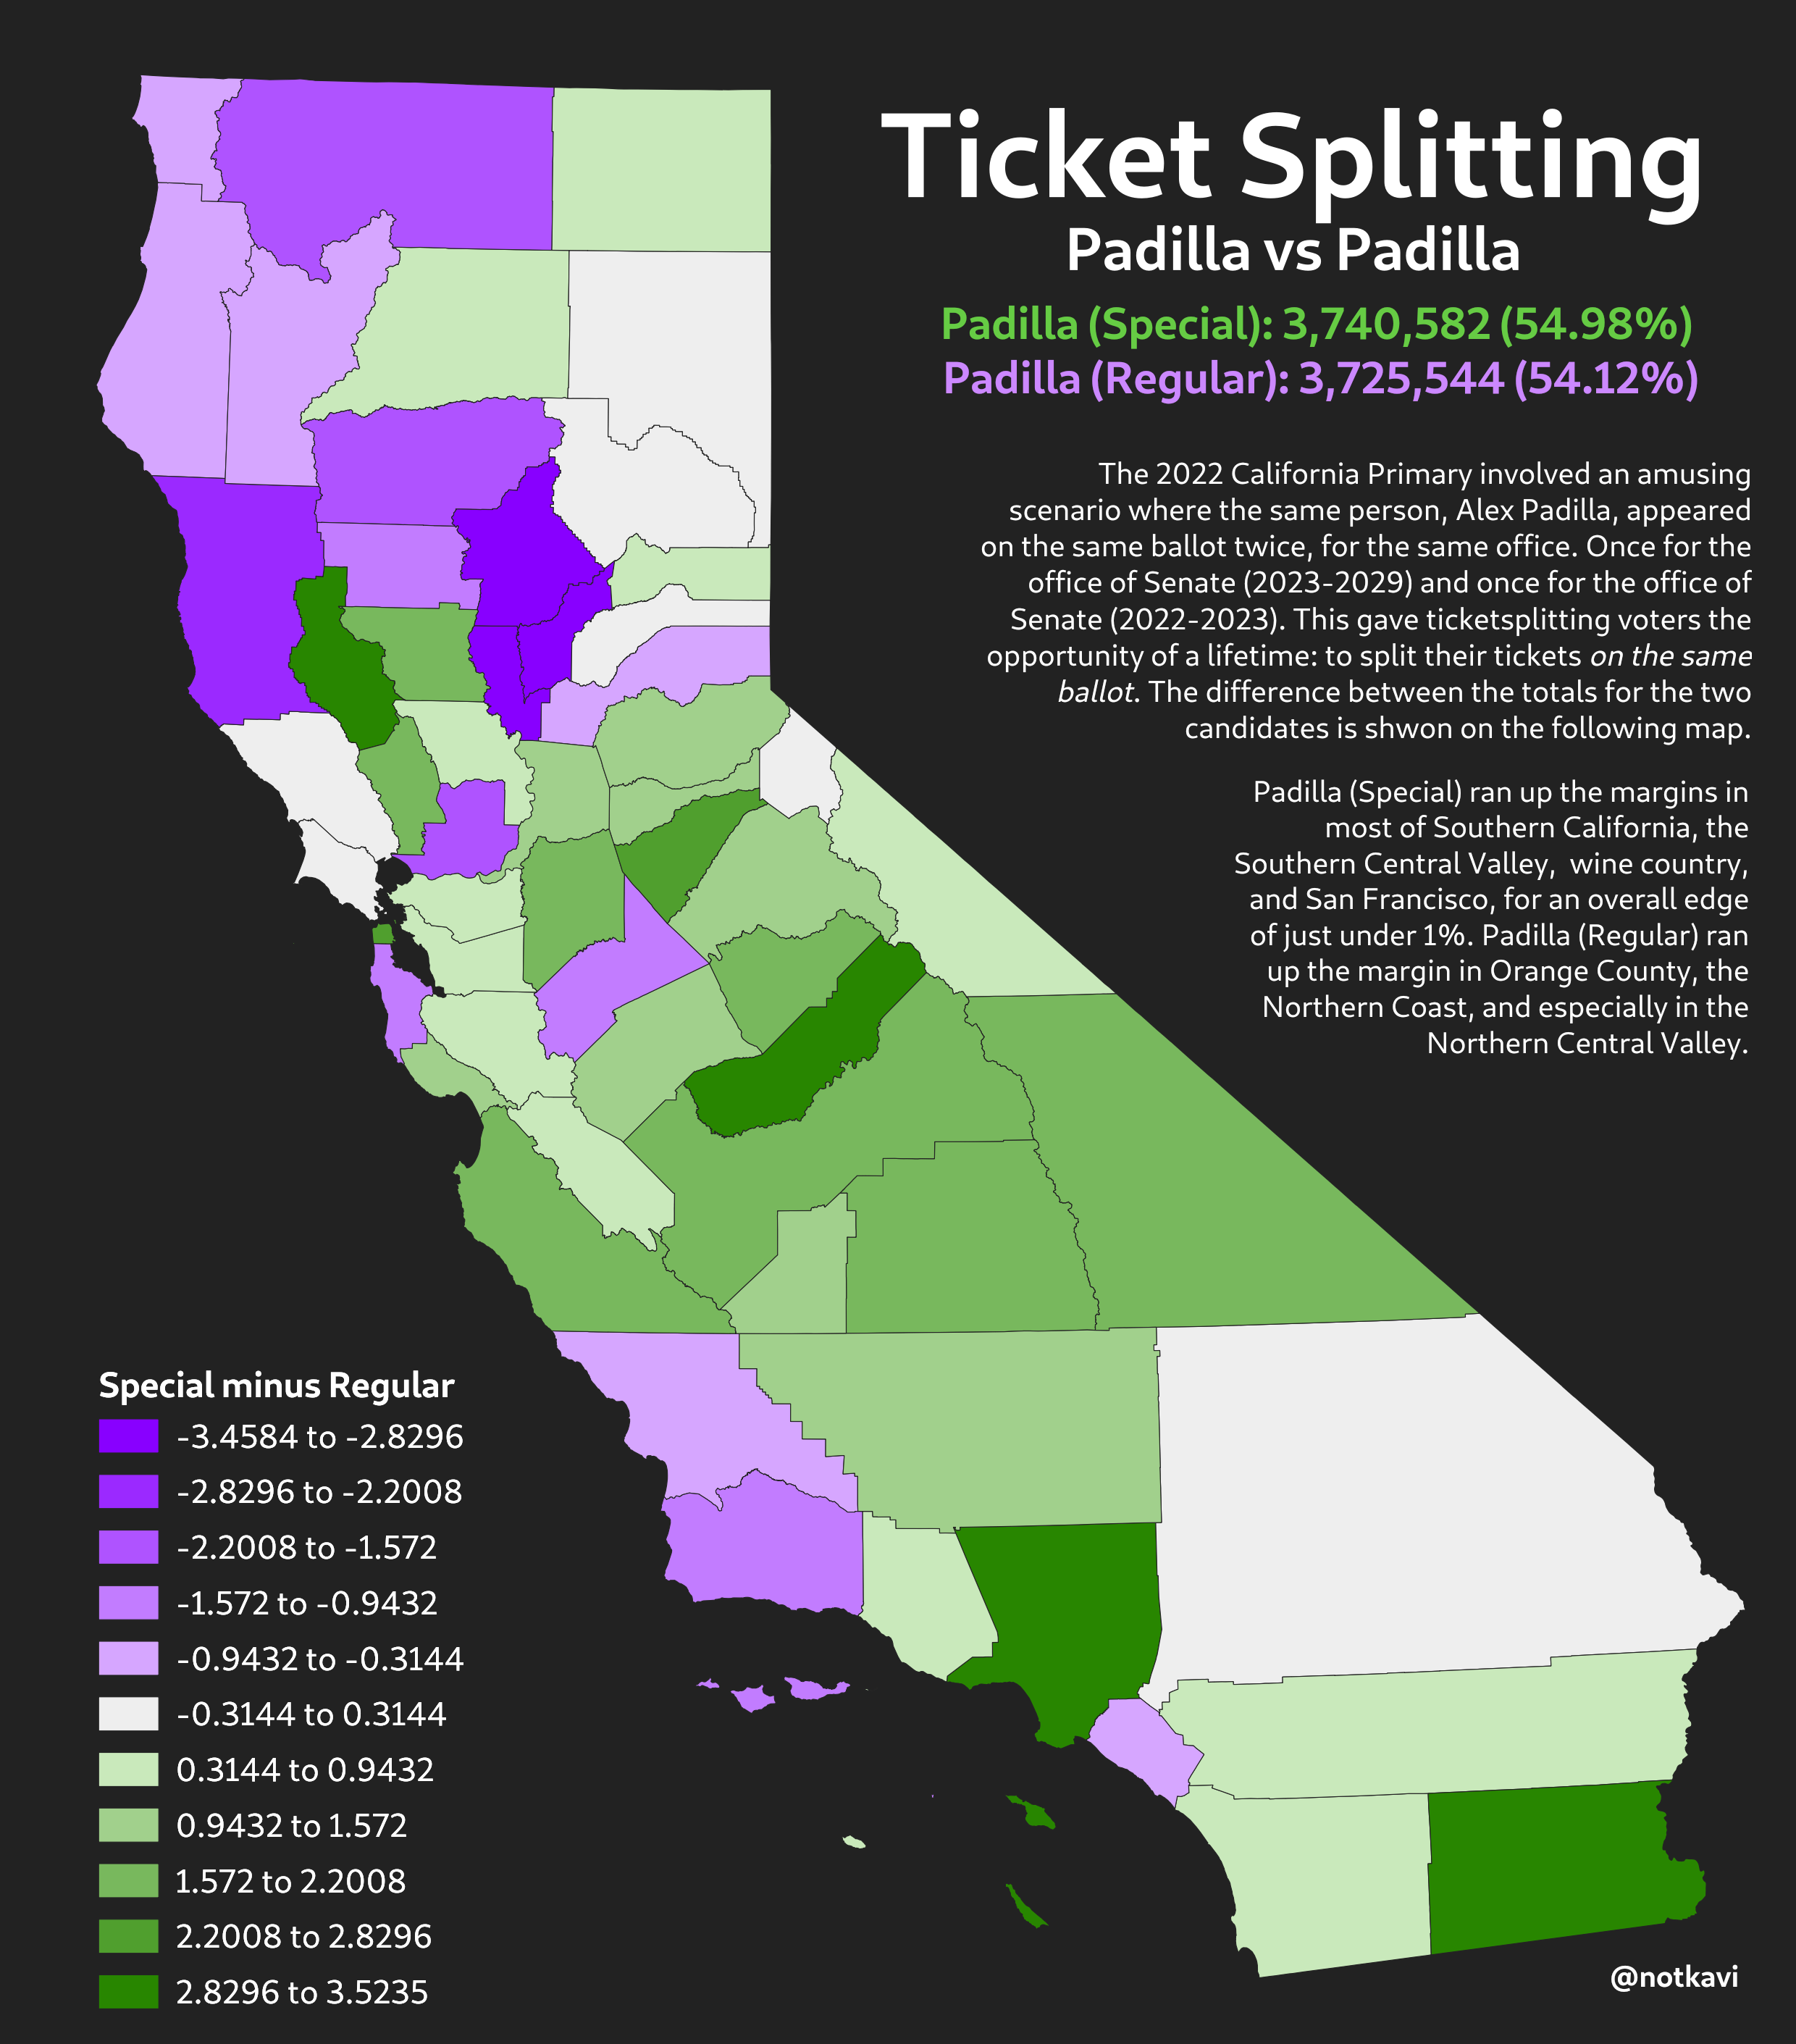 Ticket Splitting
Padilla vs Padilla
Padilla (Special): 3,740,582 (54.98%)
Padilla (Regular): 3,725,544 (54.12%)
The 2022 California Primary involved an amusing
scenario where the same person, Alex Padilla, appeared
on the same ballot twice, for the same office. Once for the
office of Senate (2023-2029) and once for the office of
Senate (2022-2023). This gave ticketsplitting voters the
opportunity of a lifetime: to split their tickets on the same
ballot. The difference between the totals for the two
candidates is shwon on the following map.
Padilla (Special) ran up the margins in
most of Southern California, the
Southern Central Valley, wine country,
and San Francisco, for an overall edge
of just under 1%. Padilla (Regular) ran
up the margin in Orange County, the
Northern Coast, and especially in the
Northern Central Valley.
Special minus Regular
-3.4584 to -2.8296
-2.8296 to -2.2008
-2.2008 to -1.572
-1.572 to -0.9432
-0.9432 to -0.3144
-0.3144 to 0.3144
0.3144 to 0.9432
0.9432 to 1.572
1.572 to 2.2008
2.2008 to 2.8296
2.8296 to 3.5235
@notkavi